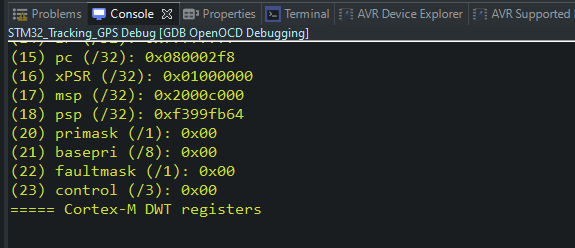 Problems Console Properties Terminal AVR Device Explorer AVR Supported
STM32_Tracking_GPS Debug [GDB OpenOCD Debugging]
(15) pc (/32): 0x080002f8
(16) xPSR (/32): 0x01000000
(17) msp (/32): 0x2000c000
(18) psp (/32): 0xf399fb64
(20) primask (/1): 0x00
(21) basepri (/8): 0x00
(22) faultmask (/1): 0x00
(23) control (/3): 0x00
===== Cortex-M DWT registers